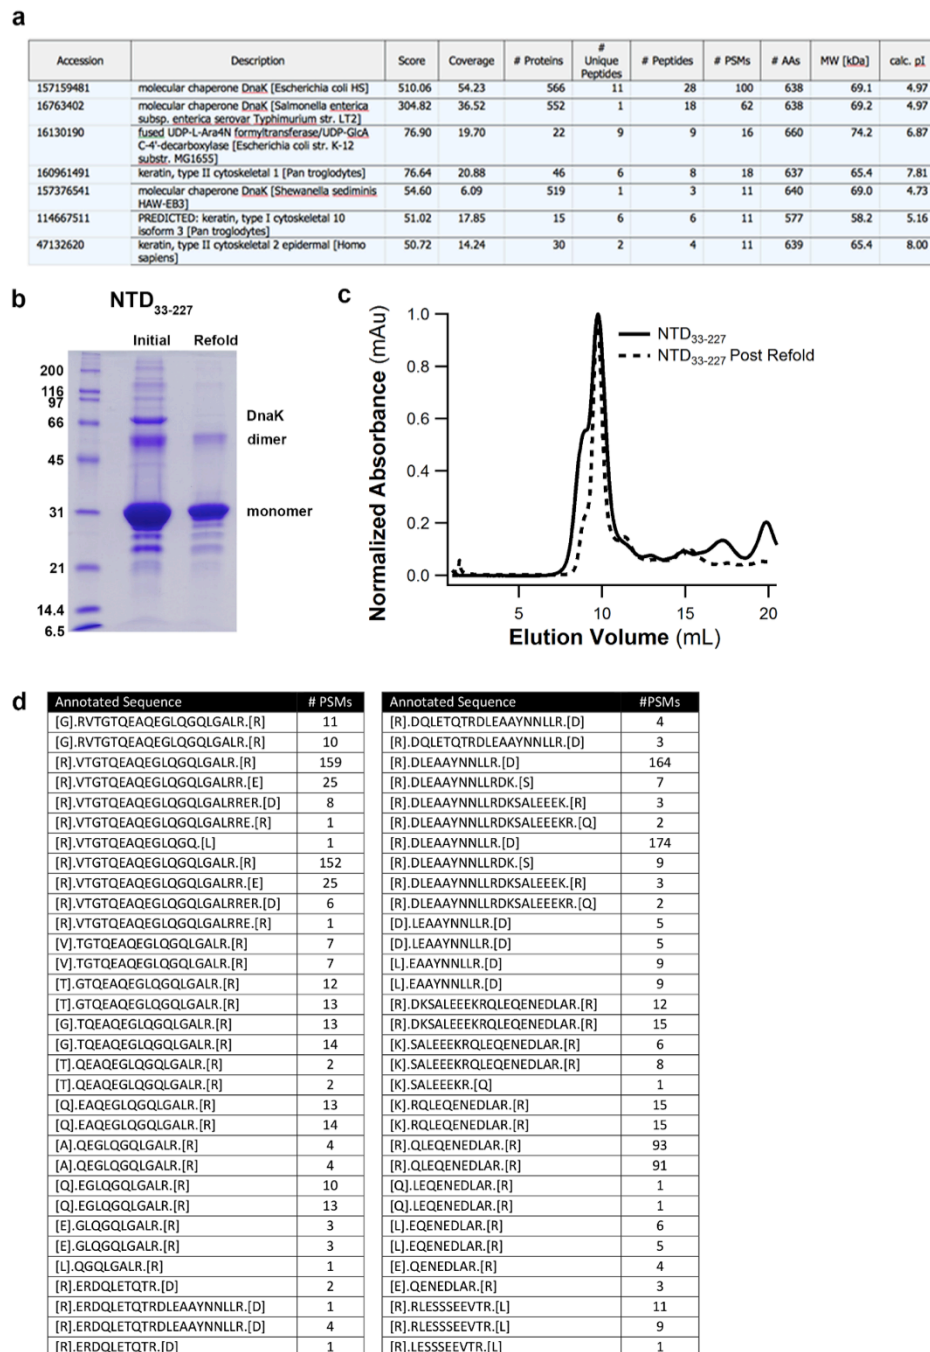 a
Accession Description Score Coverage # Proteins # Unique Peptides # Peptides # PSMs # AAs MW [kDa] calc. pI
157159481 molecular chaperone DnaK [Escherichia coli HS] 510.06 54.23 566 11 28 100 638 69.1 4.97
16763402 molecular chaperone DnaK [Salmonella enterica subsp. enterica serovar Typhimurium str. LT2] 304.82 36.52 552 1 18 62 638 69.2 4.97
16130190 fused UDP-L-Ara4N formyltransferase/UDP-GlcA C-4'-decarboxylase [Escherichia coli str. K-12 substr. MG1655] 76.90 19.70 22 9 9 16 660 74.2 6.87
160961491 keratin, type II cytoskeletal 1 [Pan troglodytes] 76.64 20.88 46 6 8 18 637 65.4 7.81
157376541 molecular chaperone DnaK [Shewanella sediminis HAW-EB3] 54.60 6.09 519 1 3 11 640 69.0 4.73
114667511 PREDICTED: keratin, type I cytoskeletal 10 isoform 3 [Pan troglodytes] 51.02 17.85 15 6 6 11 577 58.2 5.16
47132620 keratin, type II cytoskeletal 2 epidermal [Homo sapiens] 50.72 14.24 30 2 4 11 639 65.4 8.00
b
NTD33-227
Initial Refold
200
116
97
66
45
31
21
14.4
6.5
DnaK
dimer
monomer
c
Normalized Absorbance (mAu)
1.0
0.8
0.6
0.4
0.2
0.0
NTD33-227
NTD33-227 Post Refold
5 10 15 20
Elution Volume (mL)
d
Annotated Sequence # PSMs
[G].RVTGTQEAQEGLQGQLGALR.[R] 11
[G].RVTGTQEAQEGLQGQLGALR.[R] 10
[R].VTGTQEAQEGLQGQLGALR.[R] 159
[R].VTGTQEAQEGLQGQLGALRR.[E] 25
[R].VTGTQEAQEGLQGQLGALRRER.[D] 8
[R].VTGTQEAQEGLQGQLGALRRE.[R] 1
[R].VTGTQEAQEGLQGQ.[L] 1
[R].VTGTQEAQEGLQGQLGALR.[R] 152
[R].VTGTQEAQEGLQGQLGALRR.[E] 25
[R].VTGTQEAQEGLQGQLGALRRER.[D] 6
[R].VTGTQEAQEGLQGQLGALRRE.[R] 1
[V].TGTQEAQEGLQGQLGALR.[R] 7
[V].TGTQEAQEGLQGQLGALR.[R] 7
[T].GTQEAQEGLQGQLGALR.[R] 12
[T].GTQEAQEGLQGQLGALR.[R] 13
[G].TQEAQEGLQGQLGALR.[R] 13
[G].TQEAQEGLQGQLGALR.[R] 14
[T].QEAQEGLQGQLGALR.[R] 2
[T].QEAQEGLQGQLGALR.[R] 2
[Q].EAQEGLQGQLGALR.[R] 13
[Q].EAQEGLQGQLGALR.[R] 14
[A].QEGLQGQLGALR.[R] 4
[A].QEGLQGQLGALR.[R] 4
[Q].EGLQGQLGALR.[R] 10
[Q].EGLQGQLGALR.[R] 13
[E].GLQGQLGALR.[R] 3
[E].GLQGQLGALR.[R] 3
[L].QGQLGALR.[R] 1
[R].ERDQLETQTR.[D] 2
[R].ERDQLETQTRDLEAAYNNLLR.[D] 1
[R].ERDQLETQTRDLEAAYNNLLR.[D] 4
[R].ERDQLETQTR.[D] 1
Annotated Sequence #PSMs
[R].DQLETQTRDLEAAYNNLLR.[D] 4
[R].DQLETQTRDLEAAYNNLLR.[D] 3
[R].DLEAAYNNLLR.[D] 164
[R].DLEAAYNNLLRDK.[S] 7
[R].DLEAAYNNLLRDKSALEEEK.[R] 3
[R].DLEAAYNNLLRDKSALEEEKR.[Q] 2
[R].DLEAAYNNLLR.[D] 174
[R].DLEAAYNNLLRDK.[S] 9
[R].DLEAAYNNLLRDKSALEEEK.[R] 3
[R].DLEAAYNNLLRDKSALEEEKR.[Q] 2
[D].LEAAYNNLLR.[D] 5
[D].LEAAYNNLLR.[D] 5
[L].EAAYNNLLR.[D] 9
[L].EAAYNNLLR.[D] 9
[R].DKSALEEEKRQLEQENEDLAR.[R] 12
[R].DKSALEEEKRQLEQENEDLAR.[R] 15
[K].SALEEEKRQLEQENEDLAR.[R] 6
[K].SALEEEKRQLEQENEDLAR.[R] 8
[K].SALEEEKR.[Q] 1
[K].RQLEQENEDLAR.[R] 15
[K].RQLEQENEDLAR.[R] 15
[R].QLEQENEDLAR.[R] 93
[R].QLEQENEDLAR.[R] 91
[Q].LEQENEDLAR.[R] 1
[Q].LEQENEDLAR.[R] 1
[L].EQENEDLAR.[R] 6
[L].EQENEDLAR.[R] 5
[E].QENEDLAR.[R] 4
[E].QENEDLAR.[R] 3
[R].RLESSSEEVTR.[L] 11
[R].RLESSSEEVTR.[L] 9
[R].LESSSEEVTR.[L] 1